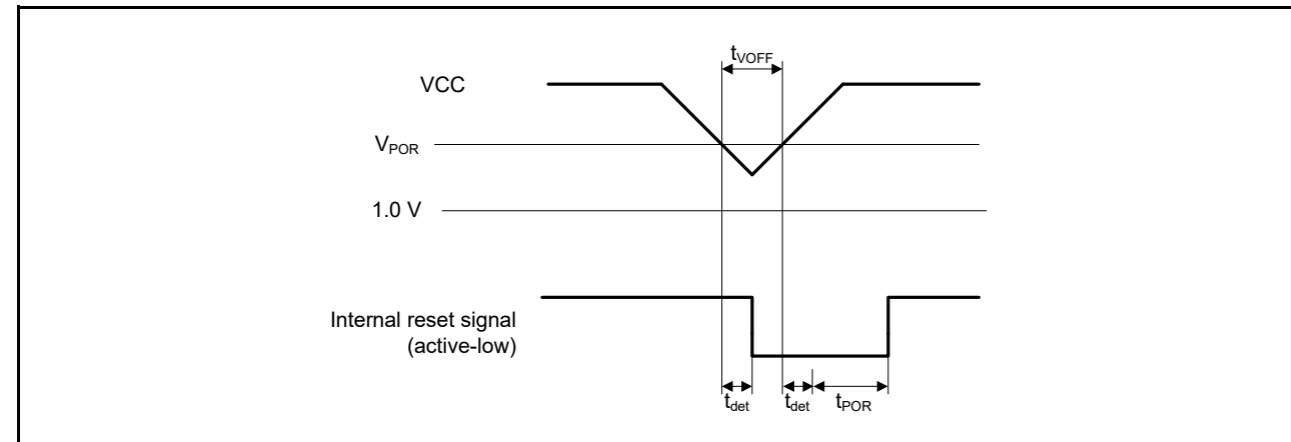 tVOFF
VCC
VPOR
1.0 V
Internal reset signal
(active-low)
tdet
tdet
tPOR